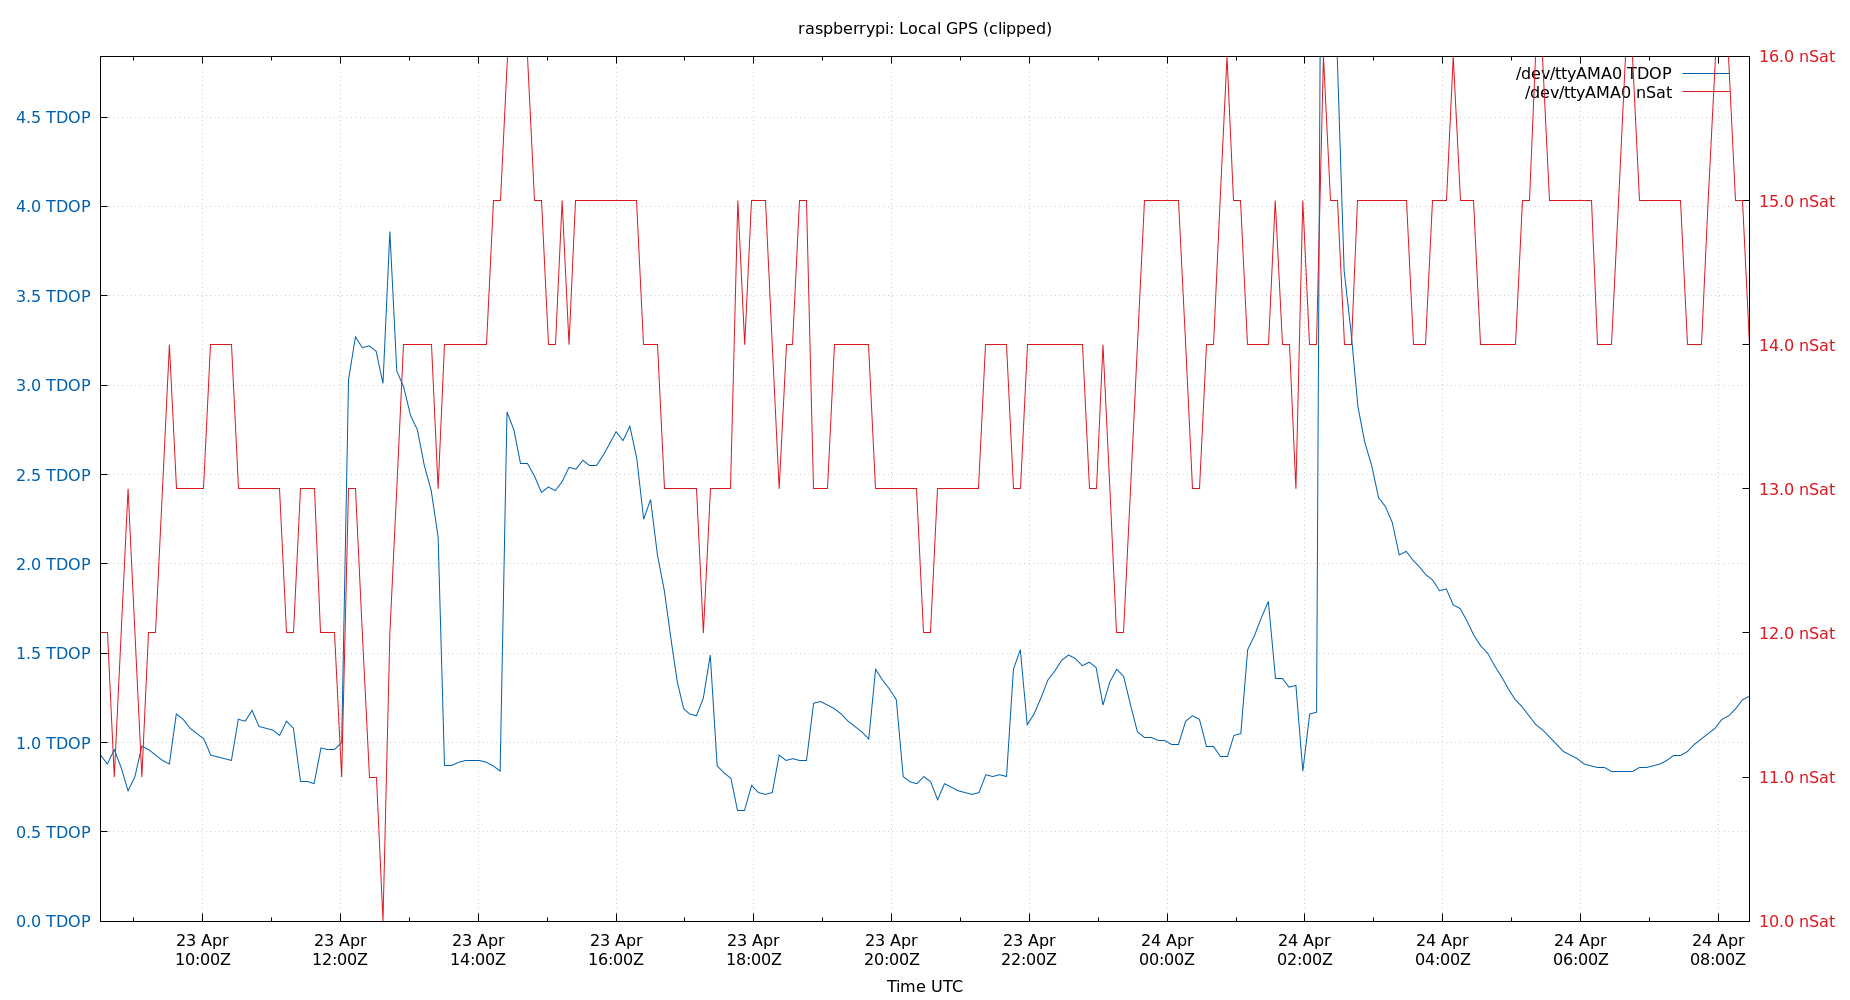 raspberrypi: Local GPS (clipped)
16.0 nSat
/dev/ttyAMA0 TDOP
/dev/ttyAMA0 nSat
4.5 TDOP
4.0 TDOP
15.0 nSat
3.5 TDOP
14.0 nSat
3.0 TDOP
2.5 TDOP
13.0 nSat
2.0 TDOP
12.0 nSat
1.5 TDOP
1.0 TDOP
11.0 nSat
0.5 TDOP
0.0 TDOP
10.0 nSat
23 Apr 23 Apr 23 Apr 23 Apr 23 Apr 23 Apr 23 Apr 24 Apr 24 Apr 24 Apr 24 Apr 24 Apr
10:00Z 12:00Z 14:00Z 16:00Z 18:00Z 20:00Z 22:00Z 00:00Z 02:00Z 04:00Z 06:00Z 08:00Z
Time UTC